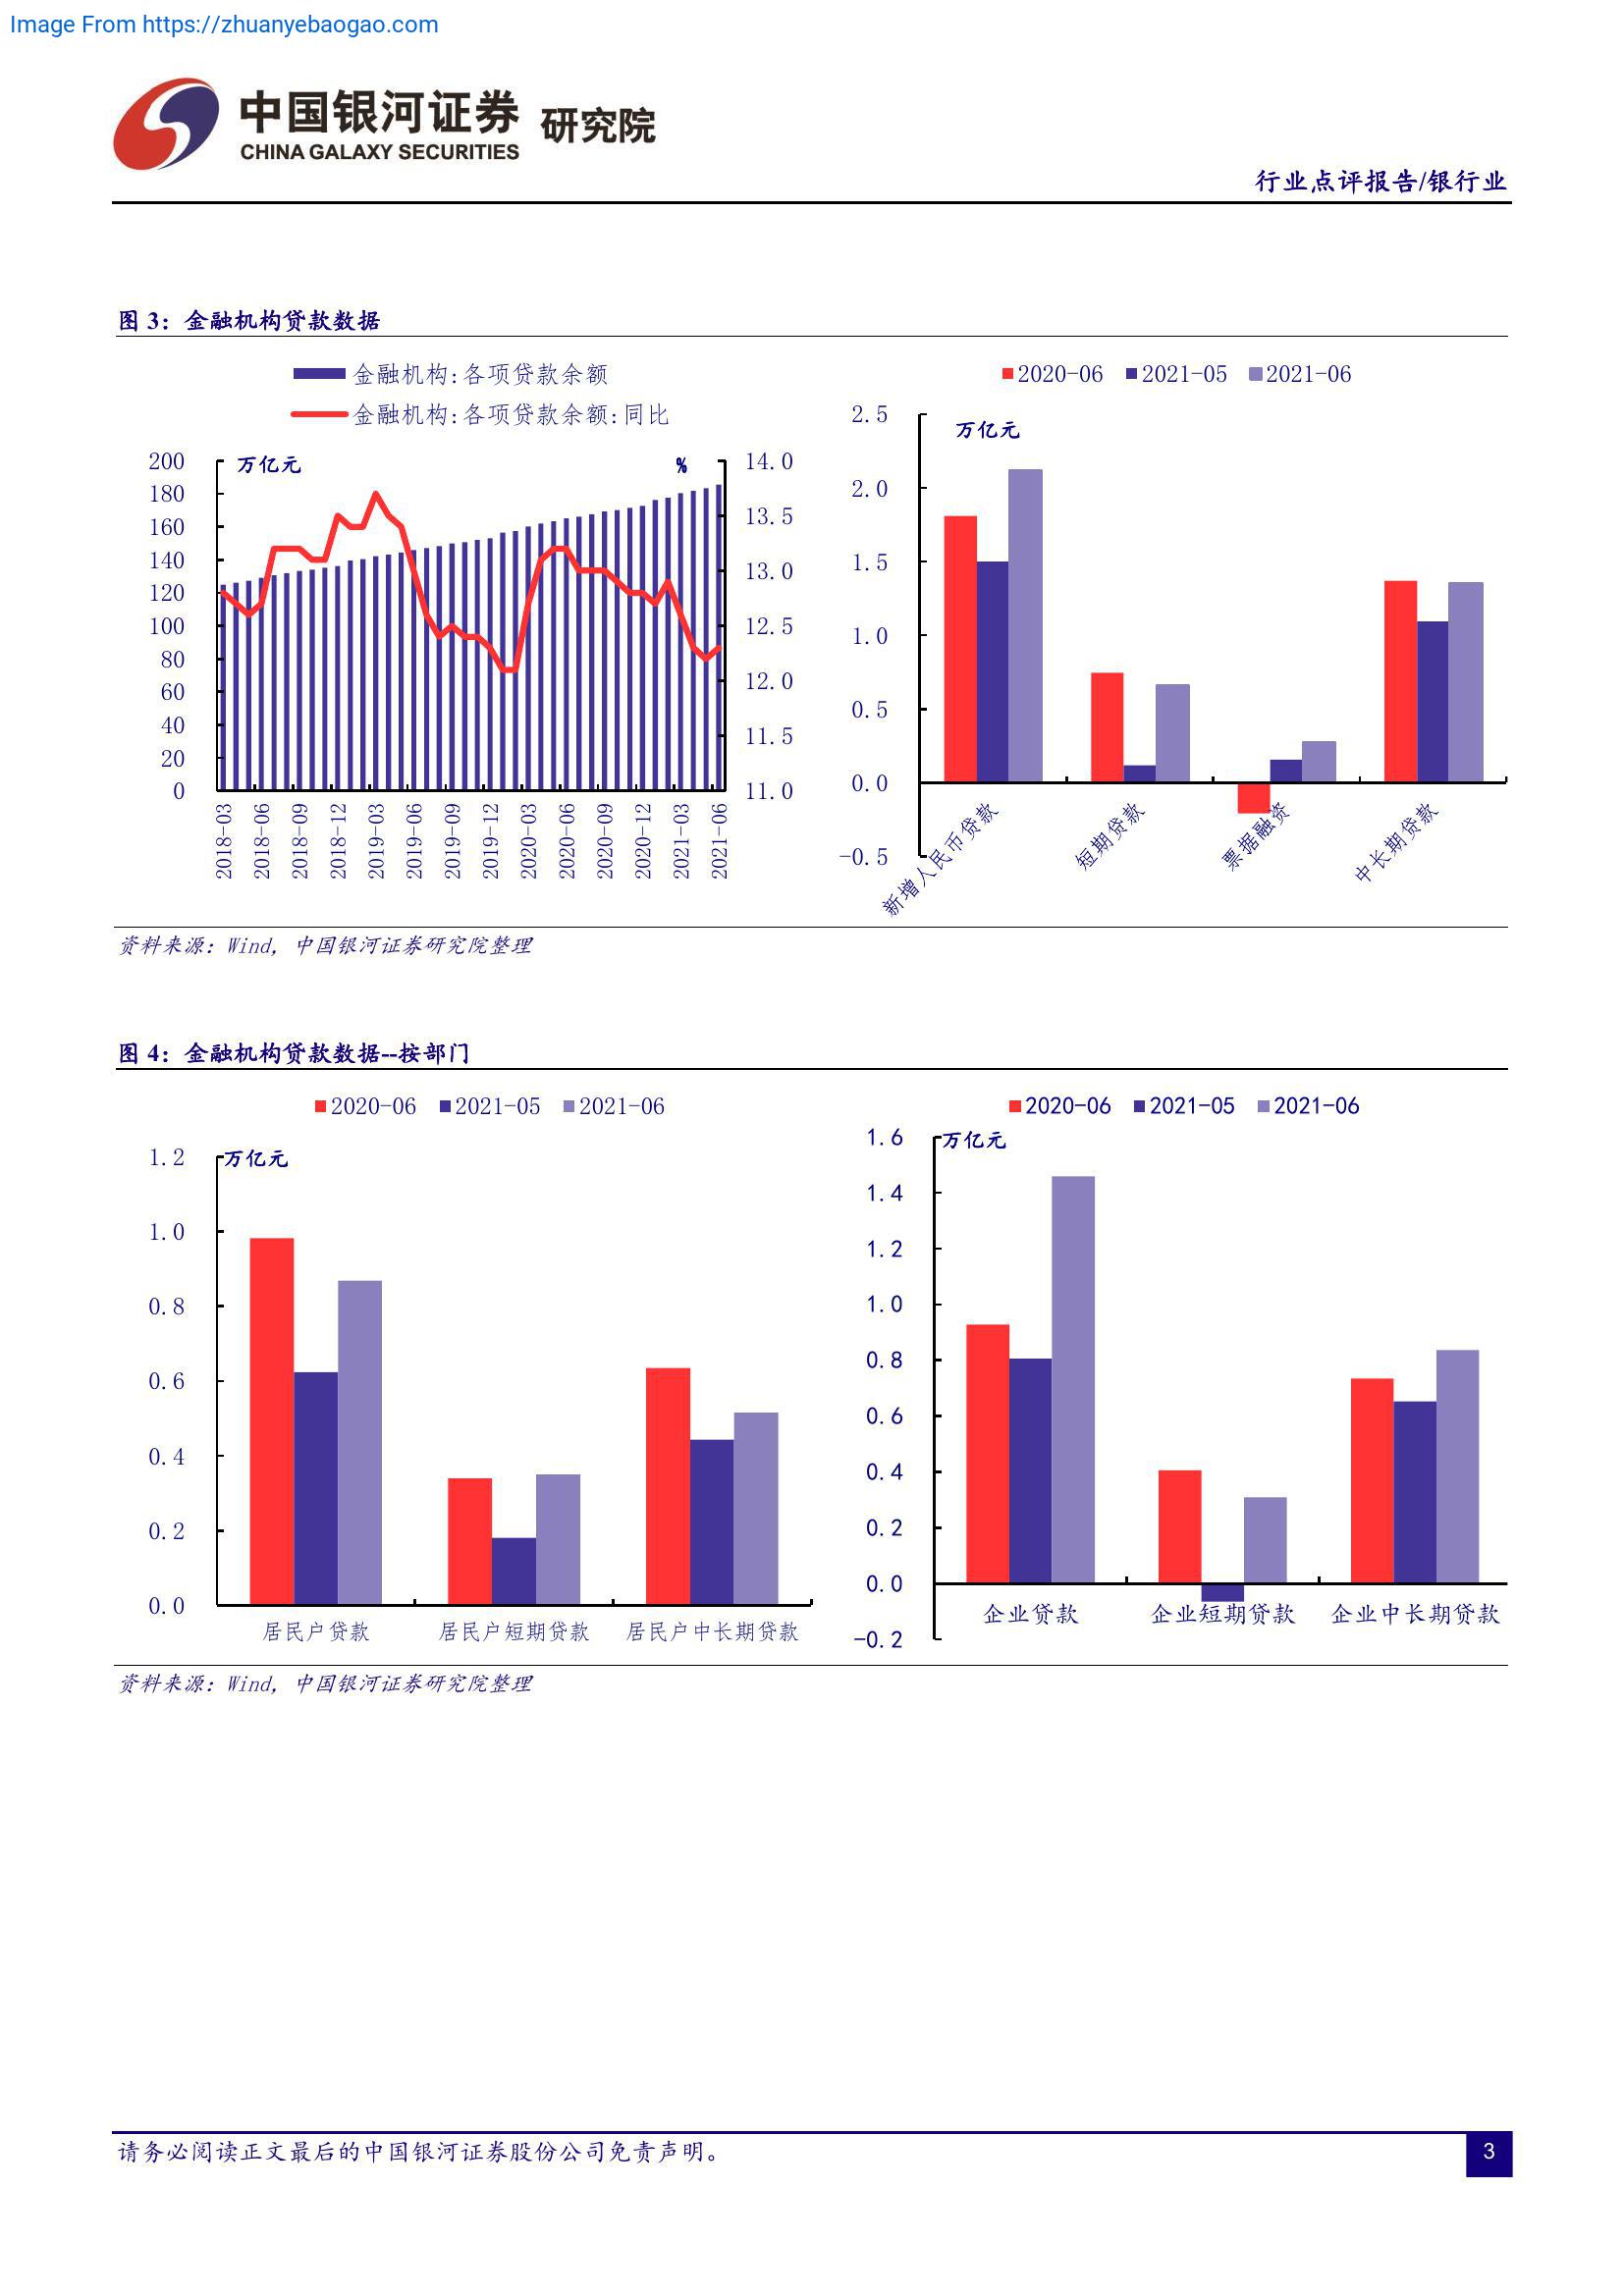 Image From https://zhuanyebaogao.com
中国银河证券 研究院
CHINA GALAXY SECURITIES
行业点评报告/银行业
图 3：金融机构贷款数据
金融机构:各项贷款余额
金融机构:各项贷款余额:同比
万亿元
%
200
180
160
140
120
100
80
60
40
20
0
14.0
13.5
13.0
12.5
12.0
11.5
11.0
2018-03
2018-06
2018-09
2018-12
2019-03
2019-06
2019-09
2019-12
2020-03
2020-06
2020-09
2020-12
2021-03
2021-06
2020-06 2021-05 2021-06
万亿元
2.5
2.0
1.5
1.0
0.5
0.0
-0.5
新增人民币贷款
短期贷款
票据融资
中长期贷款
资料来源：Wind，中国银河证券研究院整理
图 4：金融机构贷款数据--按部门
2020-06 2021-05 2021-06
万亿元
1.2
1.0
0.8
0.6
0.4
0.2
0.0
居民户贷款 居民户短期贷款 居民户中长期贷款
2020-06 2021-05 2021-06
万亿元
1.6
1.4
1.2
1.0
0.8
0.6
0.4
0.2
0.0
-0.2
企业贷款 企业短期贷款 企业中长期贷款
资料来源：Wind，中国银河证券研究院整理
请务必阅读正文最后的中国银河证券股份公司免责声明。
3